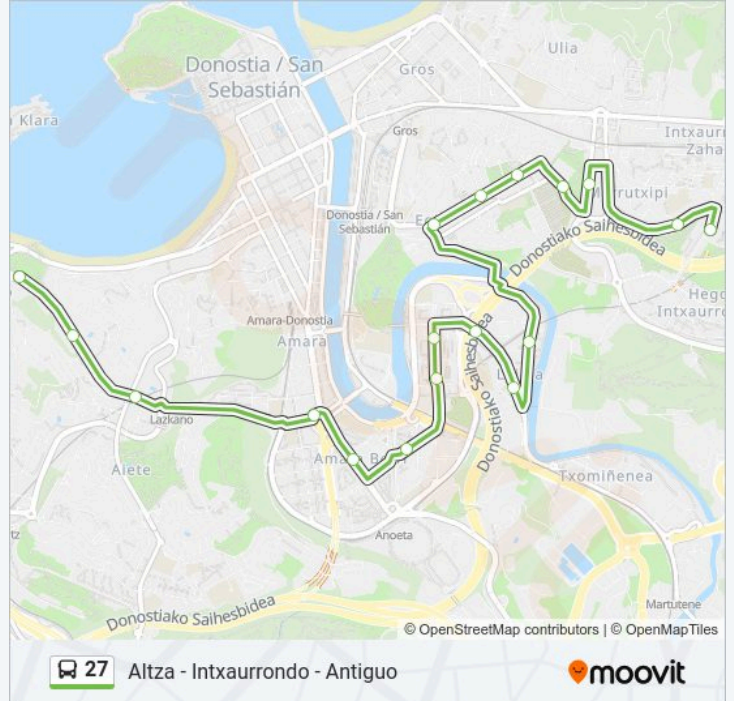 Ulia
Donostia / San
Sebastián
Gros
Klara
Intxaurr
Zaha
Gros
rutxipi
Donostia / San
Sebastián
Donostiako Saihesbidea
Hego
Intxaurro
Amara-Donostia
Amara
Donostiako Saihesbidea
Lazkano
Aiete
Txomiñenea
tz
Anoeta
Martutene
Donostiako Saihesbidea
© OpenStreetMap contributors | © OpenMapTiles
27 Altza - Intxaurrondo - Antiguo
moovit